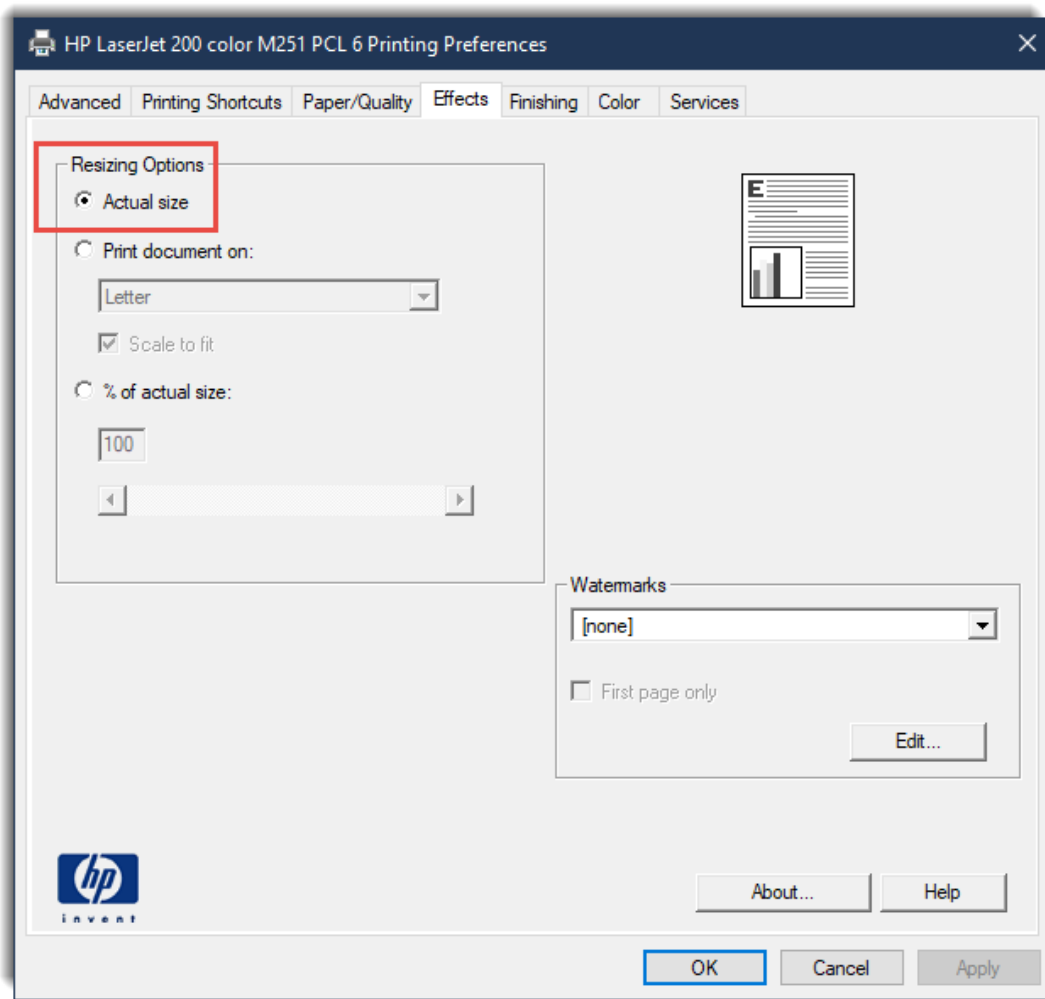 HP LaserJet 200 color M251 PCL 6 Printing Preferences
Advanced Printing Shortcuts Paper/Quality Effects Finishing Color Services
Resizing Options
Actual size
Print document on:
Letter
Scale to fit
% of actual size:
100
E
Watermarks
[none]
First page only
Edit...
hp
invent
About... Help
OK Cancel Apply